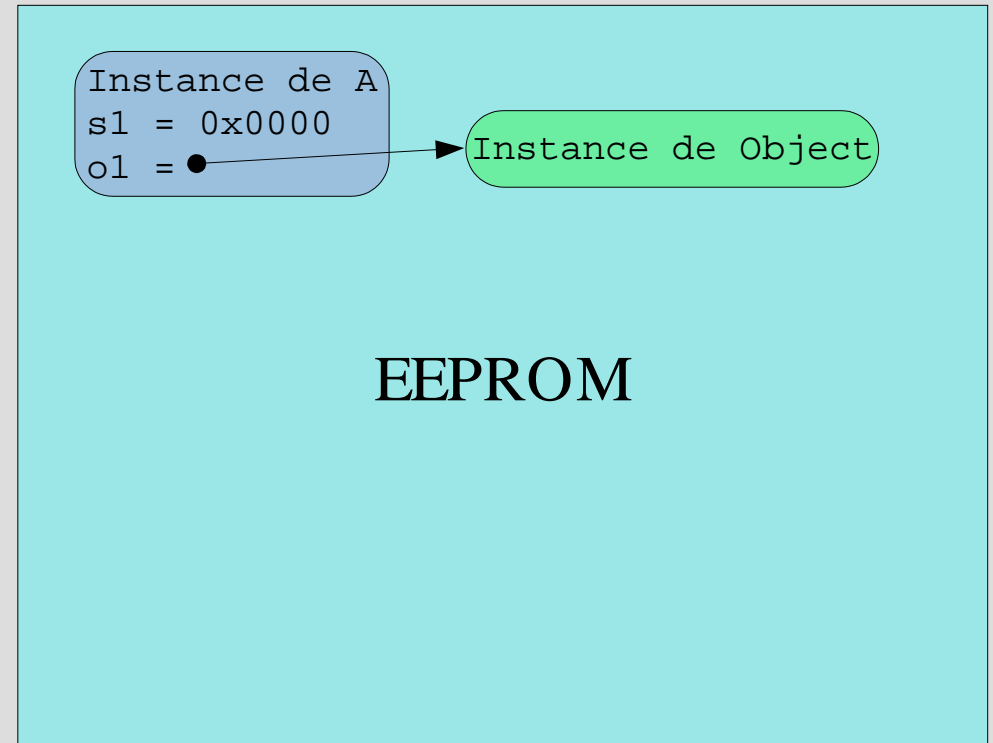 Instance de A
s1 = 0x0000
o1 =
Instance de Object
EEPROM